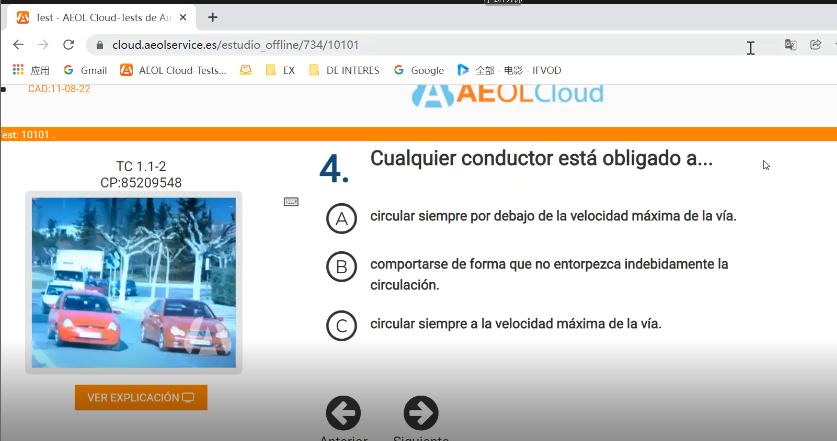 Test - AEOL Cloud-Tests de Au
cloud.aeolservice.es/estudio_offline/734/10101
应用
Gmail
AEOL Cloud-Tests...
EX
DE INTERES
Google
全部 - 电影 - IFVOD
CAD:11-08-22
AEOLCloud
est: 10101 .
TC 1.1-2
CP:85209548
4.
Cualquier conductor está obligado a...
A
circular siempre por debajo de la velocidad máxima de la vía.
B
comportarse de forma que no entorpezca indebidamente la
circulación.
C
circular siempre a la velocidad máxima de la vía.
VER EXPLICACIÓN
Anterior
Siguiente